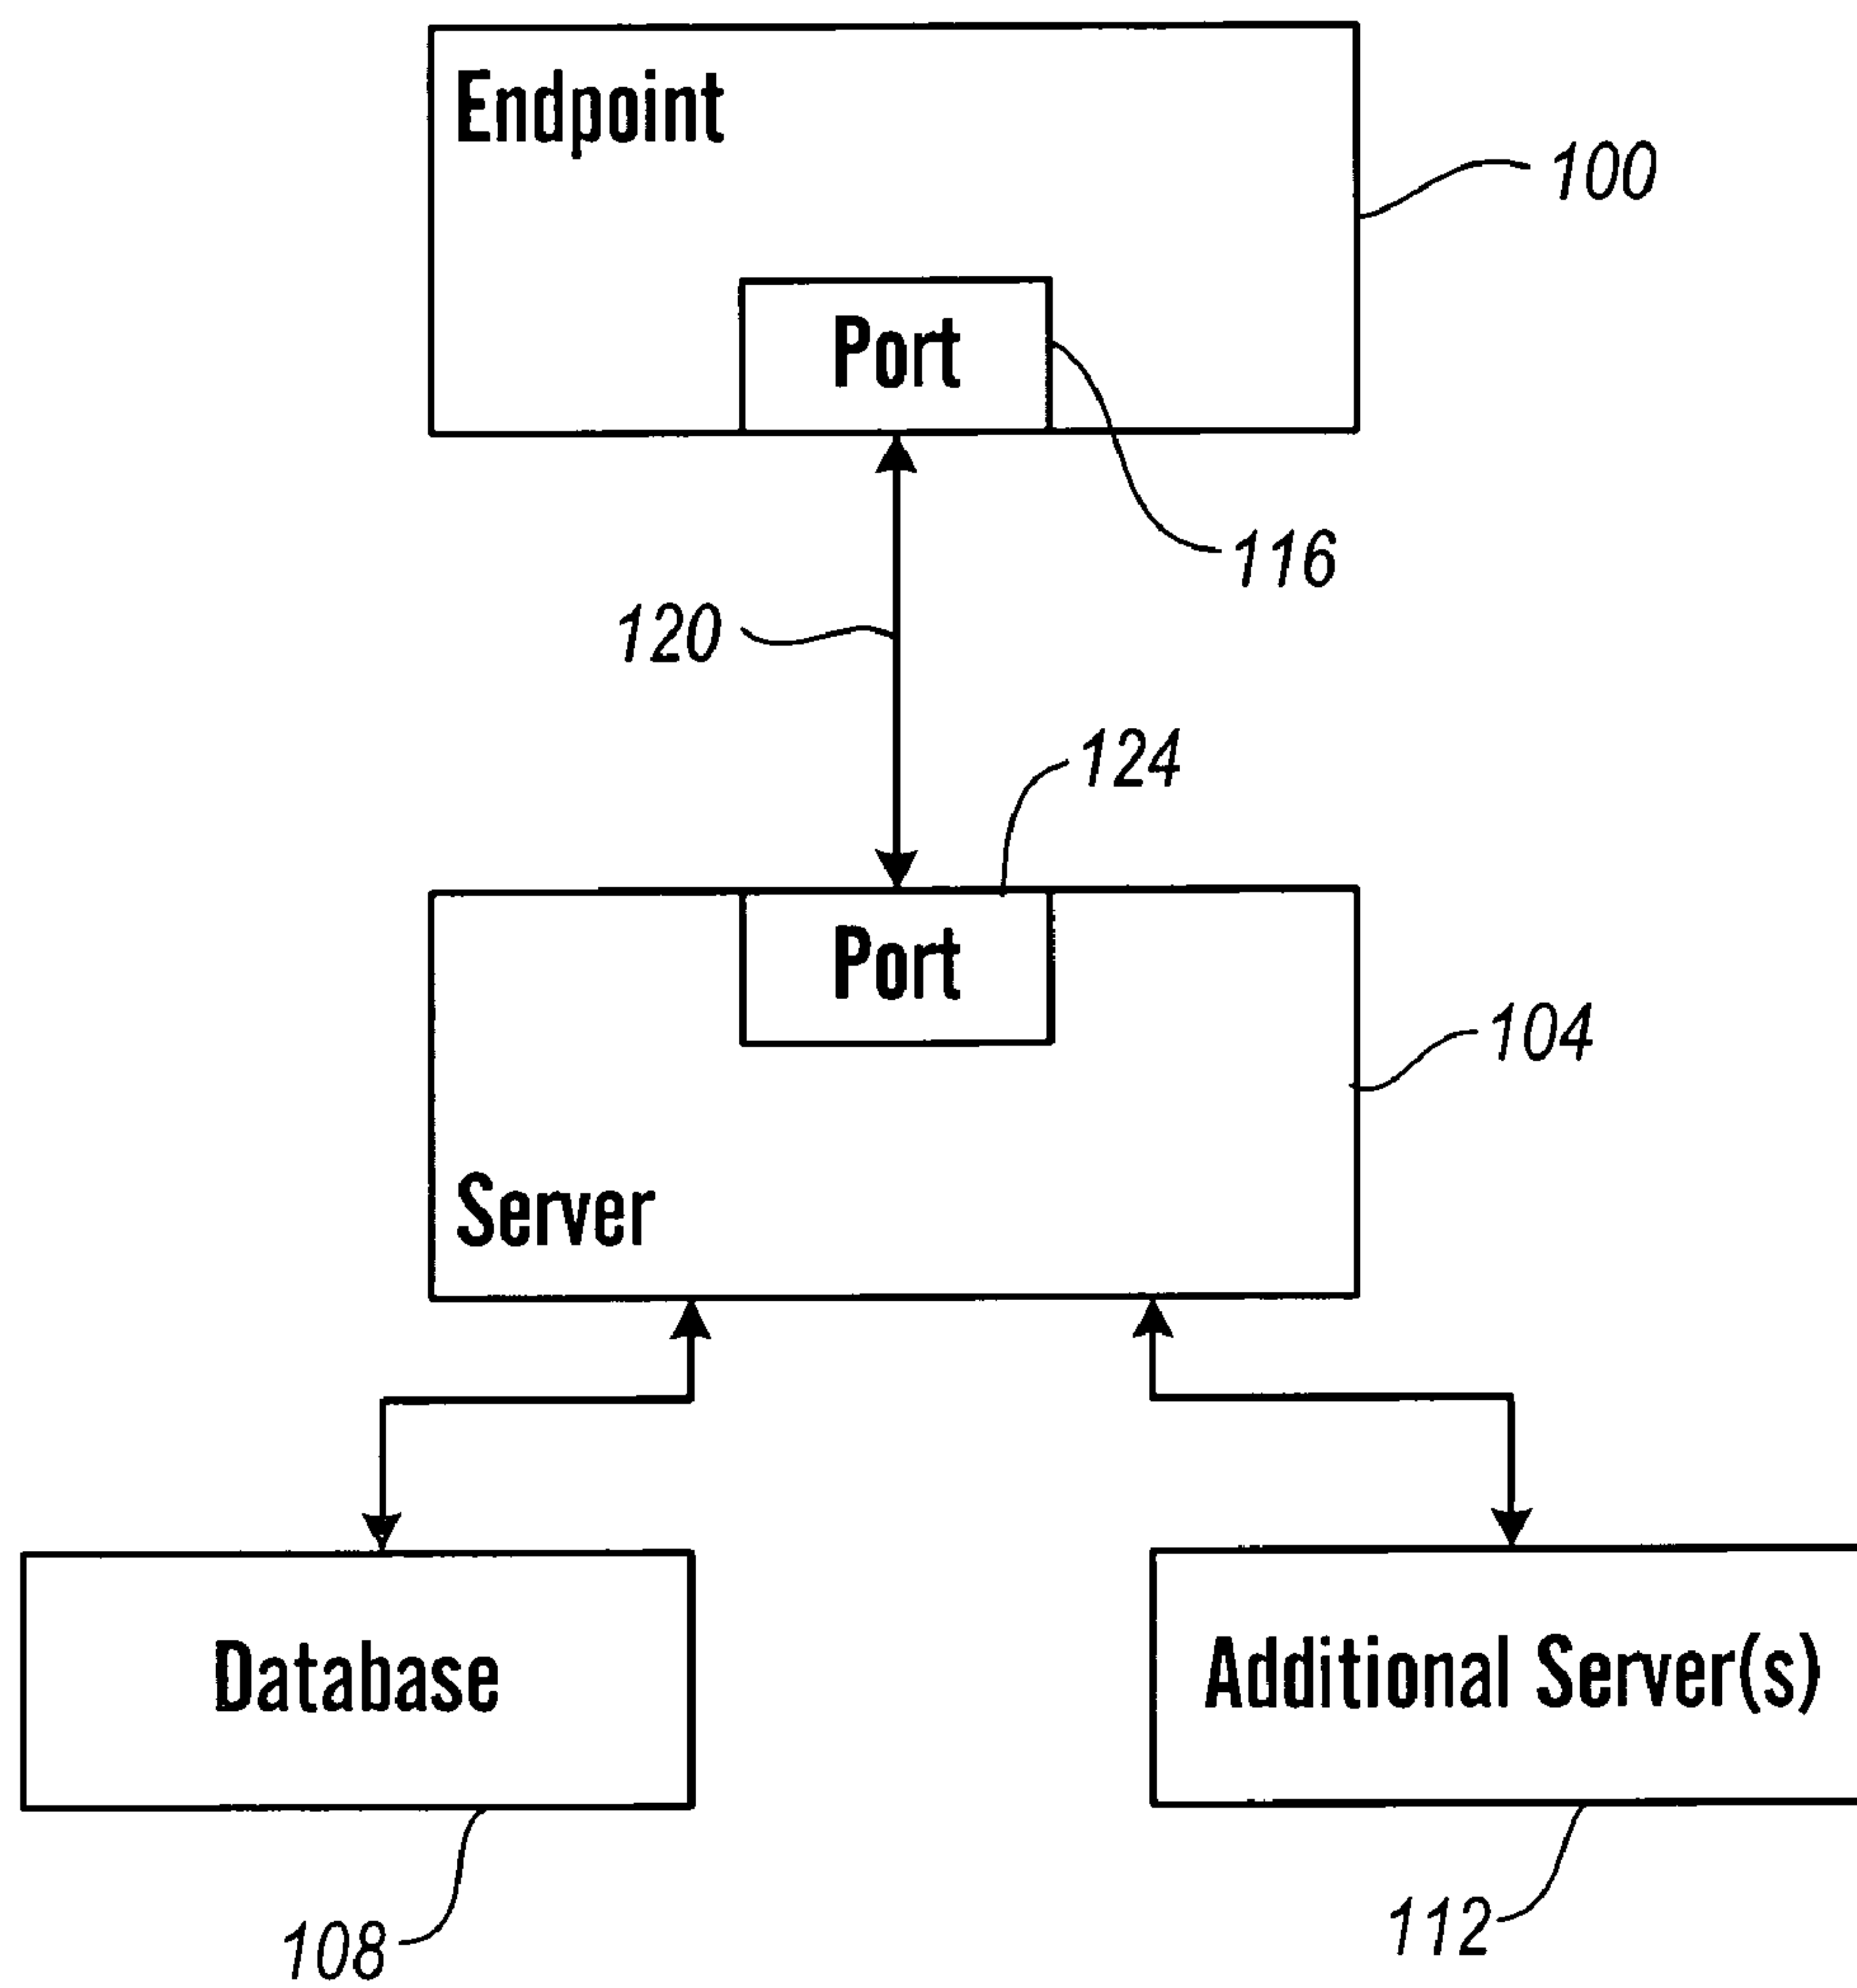 Endpoint
100
Port
116
120
124
Port
104
Server
Database
Additional Server(s)
108
112